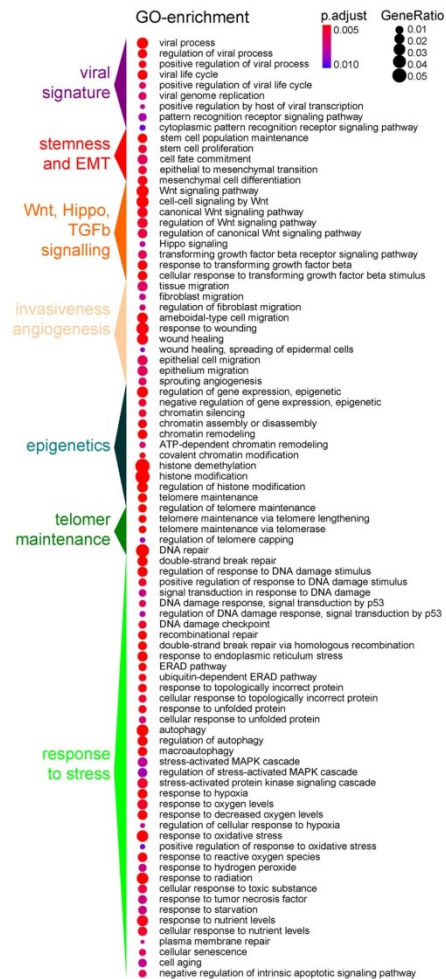 GO-enrichment
p.adjust
0.005
0.010
GeneRatio
0.01
0.02
0.03
0.04
0.05
viral
signature
viral process
regulation of viral process
positive regulation of viral process
viral life cycle
positive regulation of viral life cycle
viral genome replication
positive regulation by host of viral transcription
pattern recognition receptor signaling pathway
cytoplasmic pattern recognition receptor signaling pathway
stemness
and EMT
stem cell population maintenance
stem cell proliferation
cell fate commitment
epithelial to mesenchymal transition
mesenchymal cell differentiation
Wnt, Hippo,
TGFb
signalling
Wnt signaling pathway
cell-cell signaling by Wnt
canonical Wnt signaling pathway
regulation of Wnt signaling pathway
regulation of canonical Wnt signaling pathway
Hippo signaling
transforming growth factor beta receptor signaling pathway
response to transforming growth factor beta
cellular response to transforming growth factor beta stimulus
invasiveness
angiogenesis
tissue migration
fibroblast migration
regulation of fibroblast migration
ameboidal-type cell migration
response to wounding
wound healing
wound healing, spreading of epidermal cells
epithelial cell migration
epithelium migration
sprouting angiogenesis
epigenetics
regulation of gene expression, epigenetic
negative regulation of gene expression, epigenetic
chromatin silencing
chromatin assembly or disassembly
chromatin remodeling
ATP-dependent chromatin remodeling
covalent chromatin modification
histone demethylation
histone modification
regulation of histone modification
telomer
maintenance
telomere maintenance
regulation of telomere maintenance
telomere maintenance via telomere lengthening
telomere maintenance via telomerase
regulation of telomere capping
response
to stress
DNA repair
double-strand break repair
regulation of response to DNA damage stimulus
positive regulation of response to DNA damage stimulus
signal transduction in response to DNA damage
DNA damage response, signal transduction by p53
regulation of DNA damage response, signal transduction by p53
DNA damage checkpoint
recombinational repair
double-strand break repair via homologous recombination
response to endoplasmic reticulum stress
ERAD pathway
ubiquitin-dependent ERAD pathway
response to topologically incorrect protein
cellular response to topologically incorrect protein
response to unfolded protein
cellular response to unfolded protein
autophagy
regulation of autophagy
macroautophagy
stress-activated MAPK cascade
regulation of stress-activated MAPK cascade
stress-activated protein kinase signaling cascade
response to hypoxia
response to oxygen levels
response to decreased oxygen levels
regulation of cellular response to hypoxia
response to oxidative stress
positive regulation of response to oxidative stress
response to reactive oxygen species
response to hydrogen peroxide
response to radiation
cellular response to toxic substance
response to tumor necrosis factor
response to starvation
response to nutrient levels
cellular response to nutrient levels
plasma membrane repair
cellular senescence
cell aging
negative regulation of intrinsic apoptotic signaling pathway